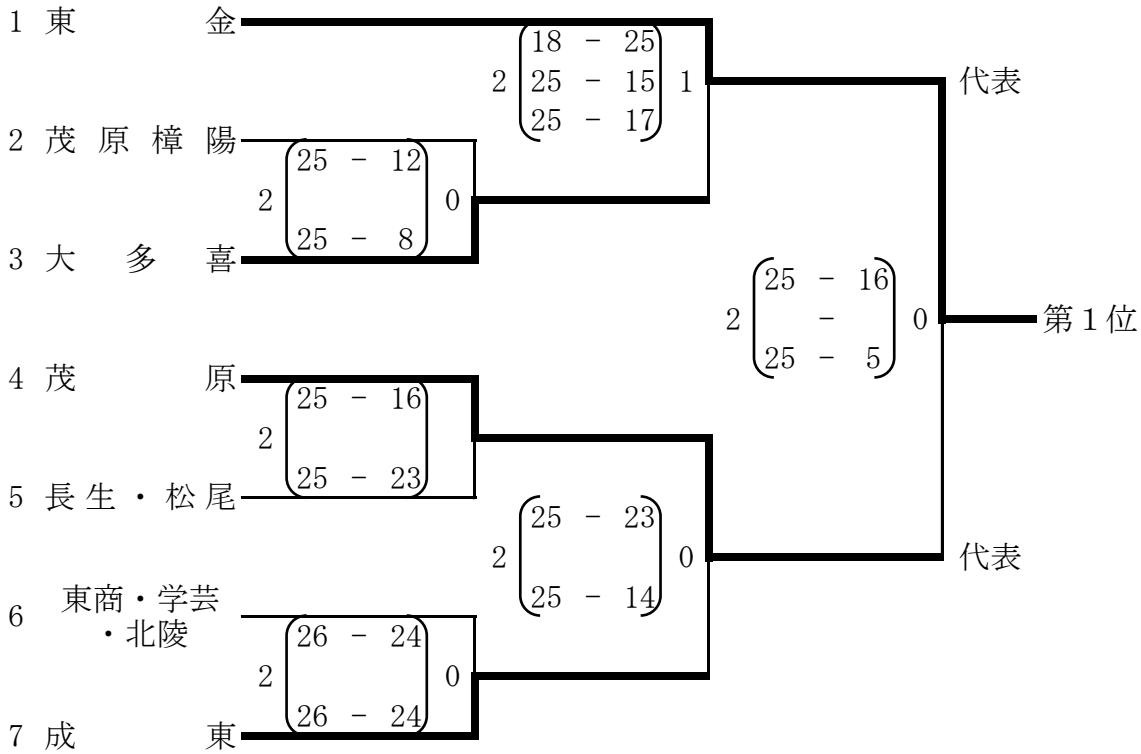 1 東 金
18 - 25
2 25 - 15 1
25 - 17
代表
2 茂原樟陽
25 - 12
2 0
25 - 8
3 大多喜
25 - 16
2 - 0
25 - 5
第1位
4 茂 原
25 - 16
2
25 - 23
5 長生・松尾
25 - 23
2 0
25 - 14
代表
6 東商・学芸
・北陵
26 - 24
2 0
26 - 24
7 成 東